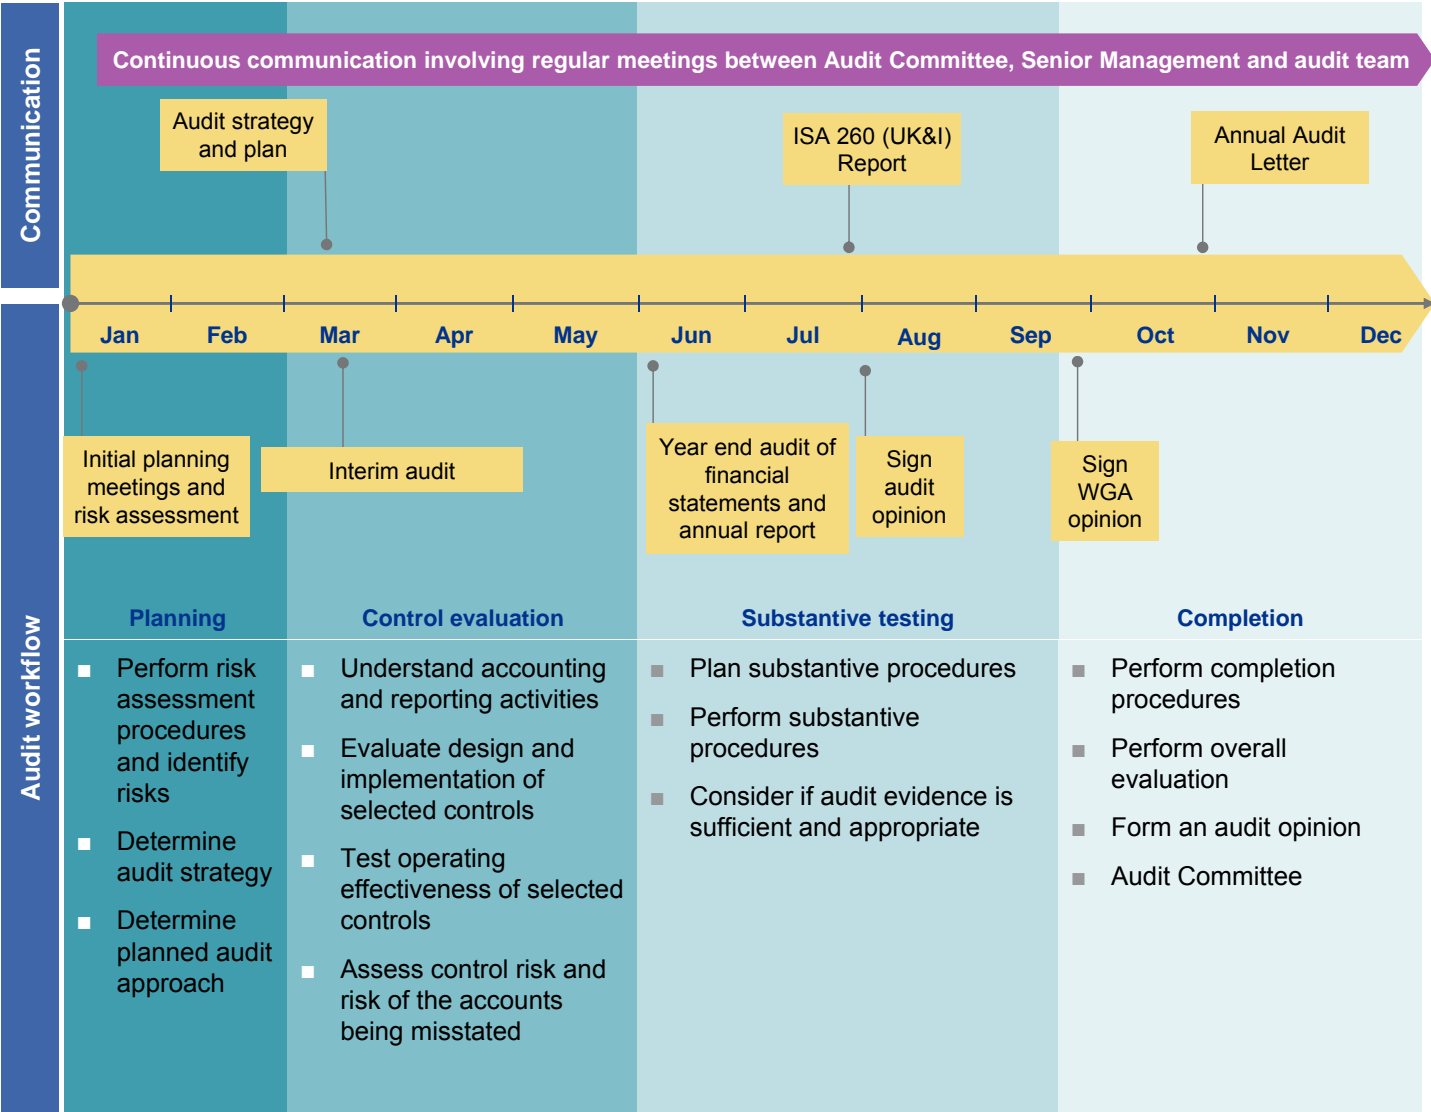 Communication
Continuous communication involving regular meetings between Audit Committee, Senior Management and audit team
Audit strategy
and plan
ISA 260 (UK&I)
Report
Annual Audit
Letter
Jan
Feb
Mar
Apr
May
Jun
Jul
Aug
Sep
Oct
Nov
Dec
Audit workflow
Initial planning
meetings and
risk assessment
Interim audit
Year end audit of
financial
statements and
annual report
Sign
audit
opinion
Sign
WGA
opinion
Planning
Perform risk
assessment
procedures
and identify
risks
Determine
audit strategy
Determine
planned audit
approach
Control evaluation
Understand accounting
and reporting activities
Evaluate design and
implementation of
selected controls
Test operating
effectiveness of selected
controls
Assess control risk and
risk of the accounts
being misstated
Substantive testing
Plan substantive procedures
Perform substantive
procedures
Consider if audit evidence is
sufficient and appropriate
Completion
Perform completion
procedures
Perform overall
evaluation
Form an audit opinion
Audit Committee